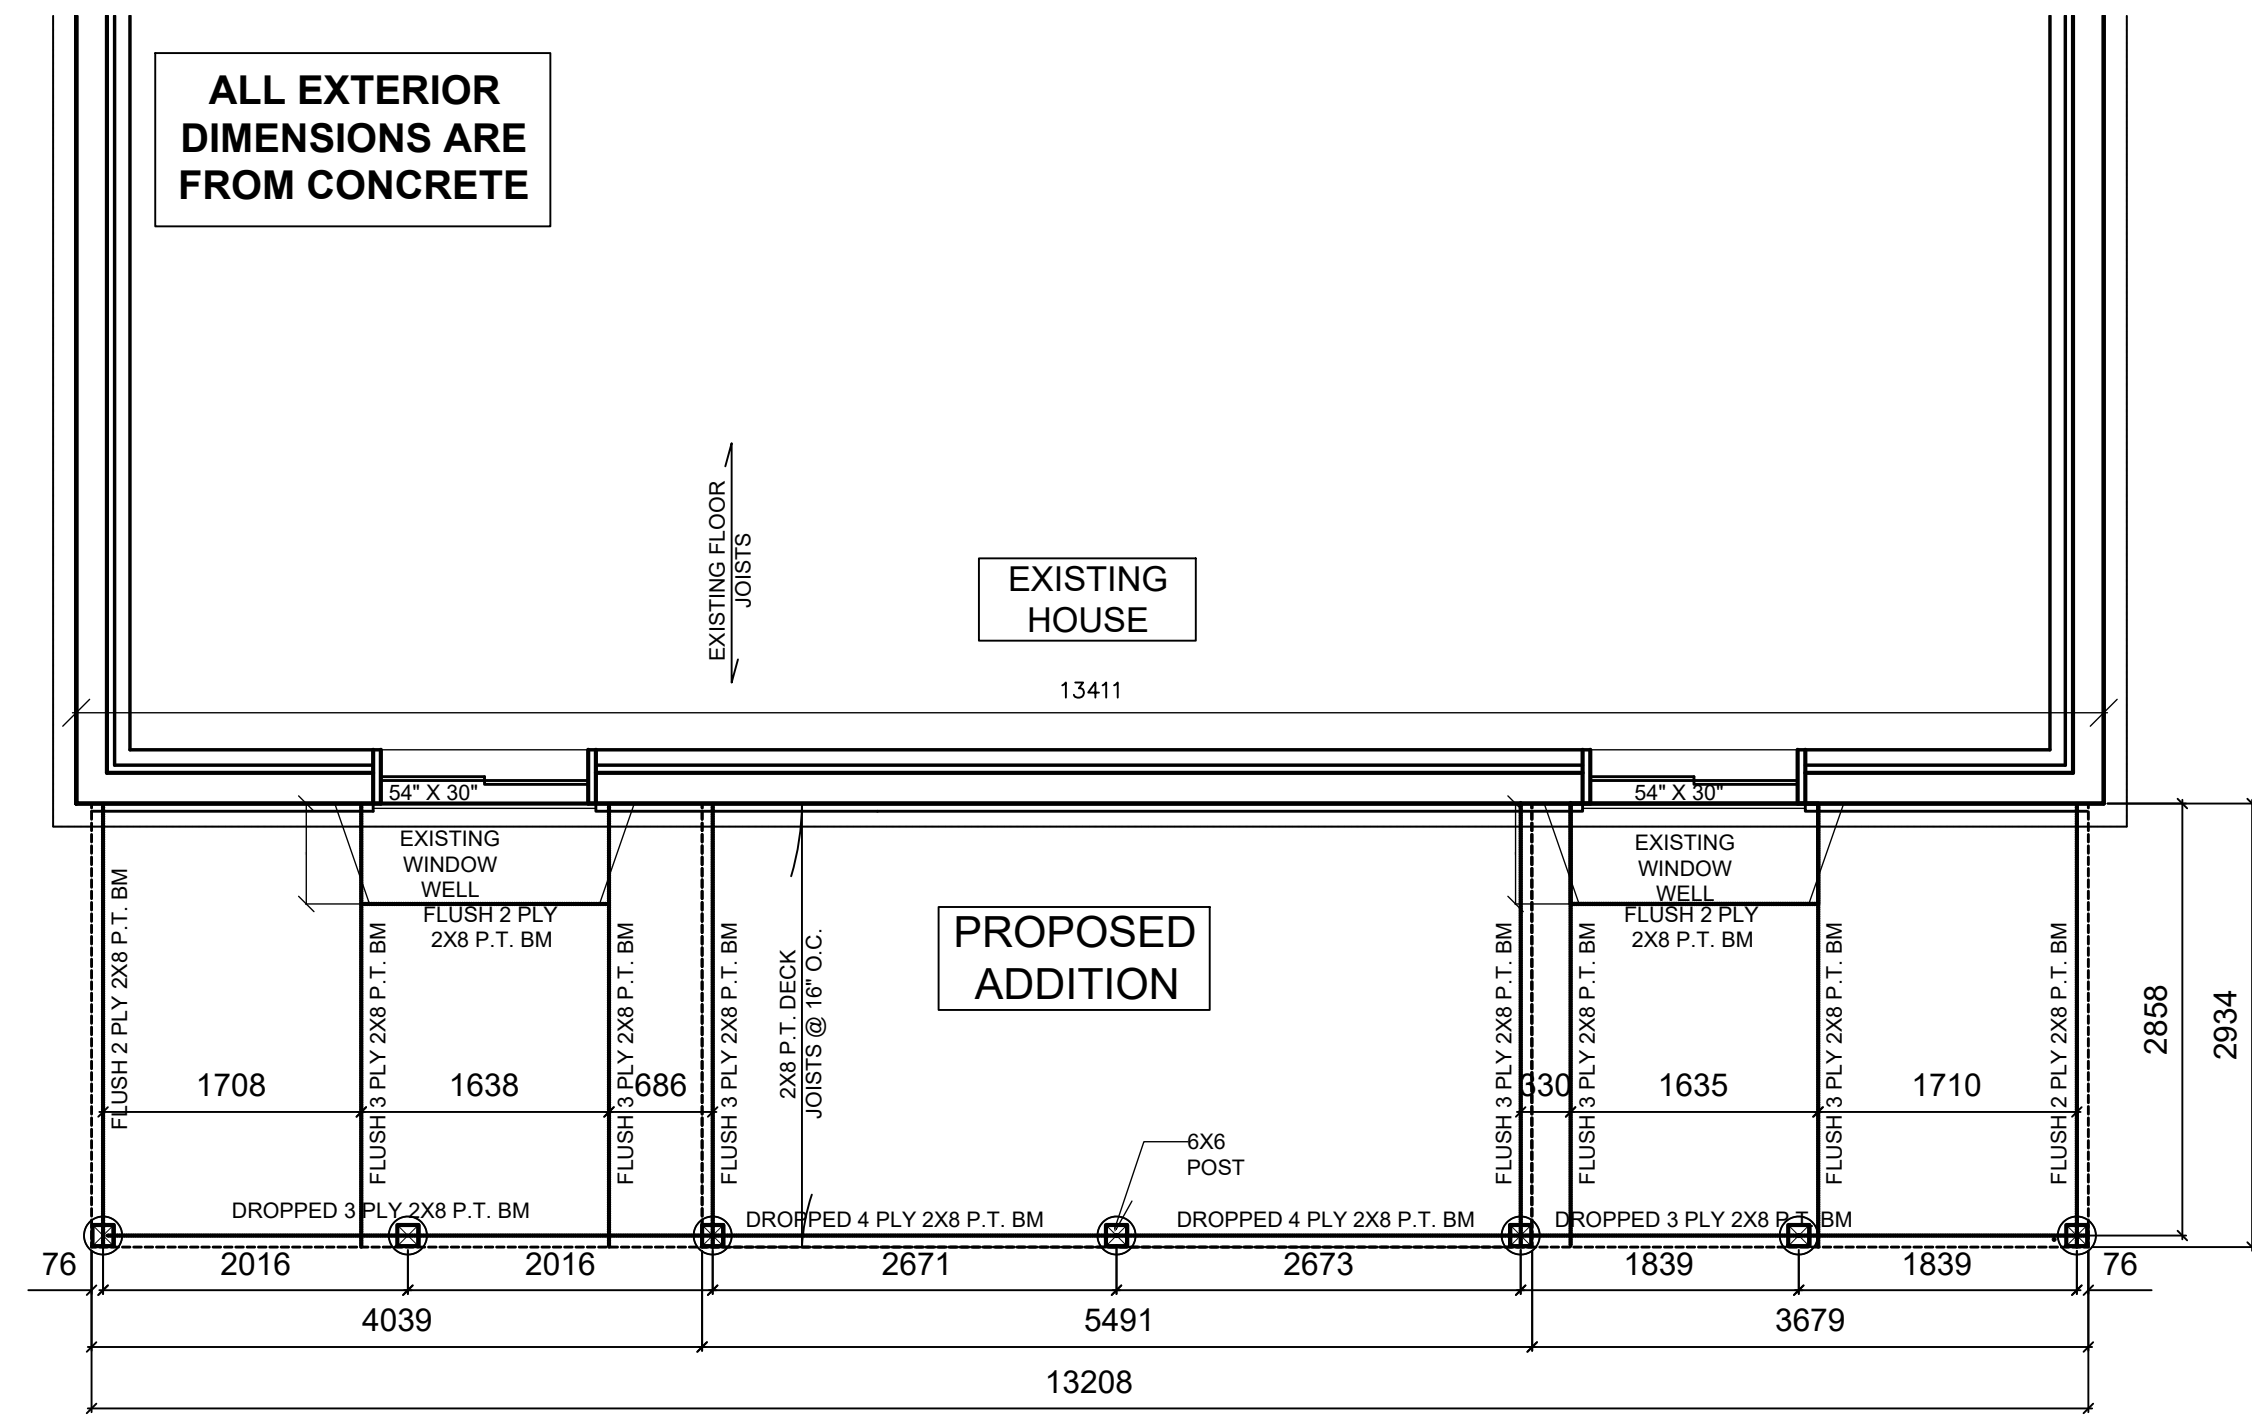 ALL EXTERIOR
DIMENSIONS ARE
FROM CONCRETE
EXISTING FLOOR
JOISTS
EXISTING
HOUSE
13411
54" X 30"
54" X 30"
EXISTING
WINDOW
WELL
FLUSH 2 PLY
2X8 P.T. BM
EXISTING
WINDOW
WELL
FLUSH 2 PLY
2X8 P.T. BM
PROPOSED
ADDITION
FLUSH 2 PLY 2X8 P.T. BM
FLUSH 3 PLY 2X8 P.T. BM
FLUSH 3 PLY 2X8 P.T. BM
FLUSH 3 PLY 2X8 P.T. BM
2X8 P.T. DECK
JOISTS @ 16" O.C.
FLUSH 3 PLY 2X8 P.T. BM
FLUSH 3 PLY 2X8 P.T. BM
FLUSH 3 PLY 2X8 P.T. BM
FLUSH 2 PLY 2X8 P.T. BM
2858
2934
1708
1638
686
330
1635
1710
6X6
POST
DROPPED 3 PLY 2X8 P.T. BM
DROPPED 4 PLY 2X8 P.T. BM
DROPPED 4 PLY 2X8 P.T. BM
DROPPED 3 PLY 2X8 P.T. BM
76
2016
2016
2671
2673
1839
1839
76
4039
5491
3679
13208